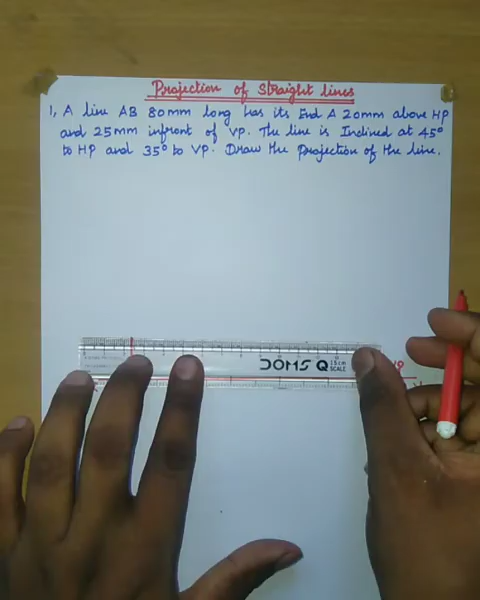 Projection of Straight lines
1, A line AB 80mm long has its End A 20mm above HP
and 25mm infront of VP. The line is Inclined at 45°
to HP and 35° to VP. Draw the Projection of the line.
DOMS Q 15cm
SCALE